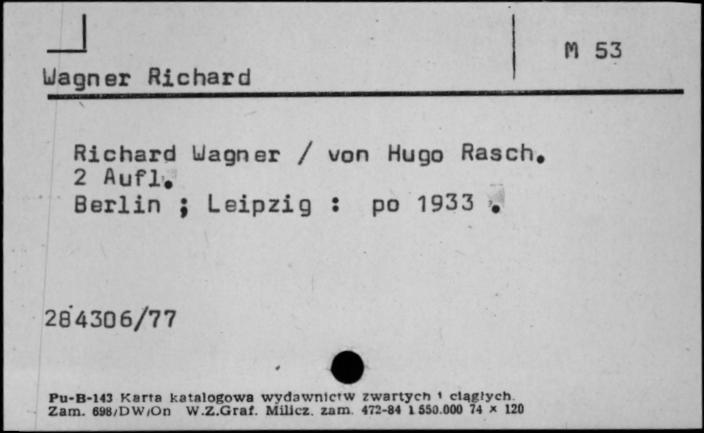 M 53
Wagner Richard
Richard Wagner / von Hugo Rasch.
2 Aufl.
Berlin ; Leipzig : po 1933 .
284306/77
Pu-B-143 Karta katalogowa wydawnictw zwartych i ciągłych.
Zam. 698/DW/On W.Z.Graf. Milicz. zam. 472-84 1.550.000 74 × 120